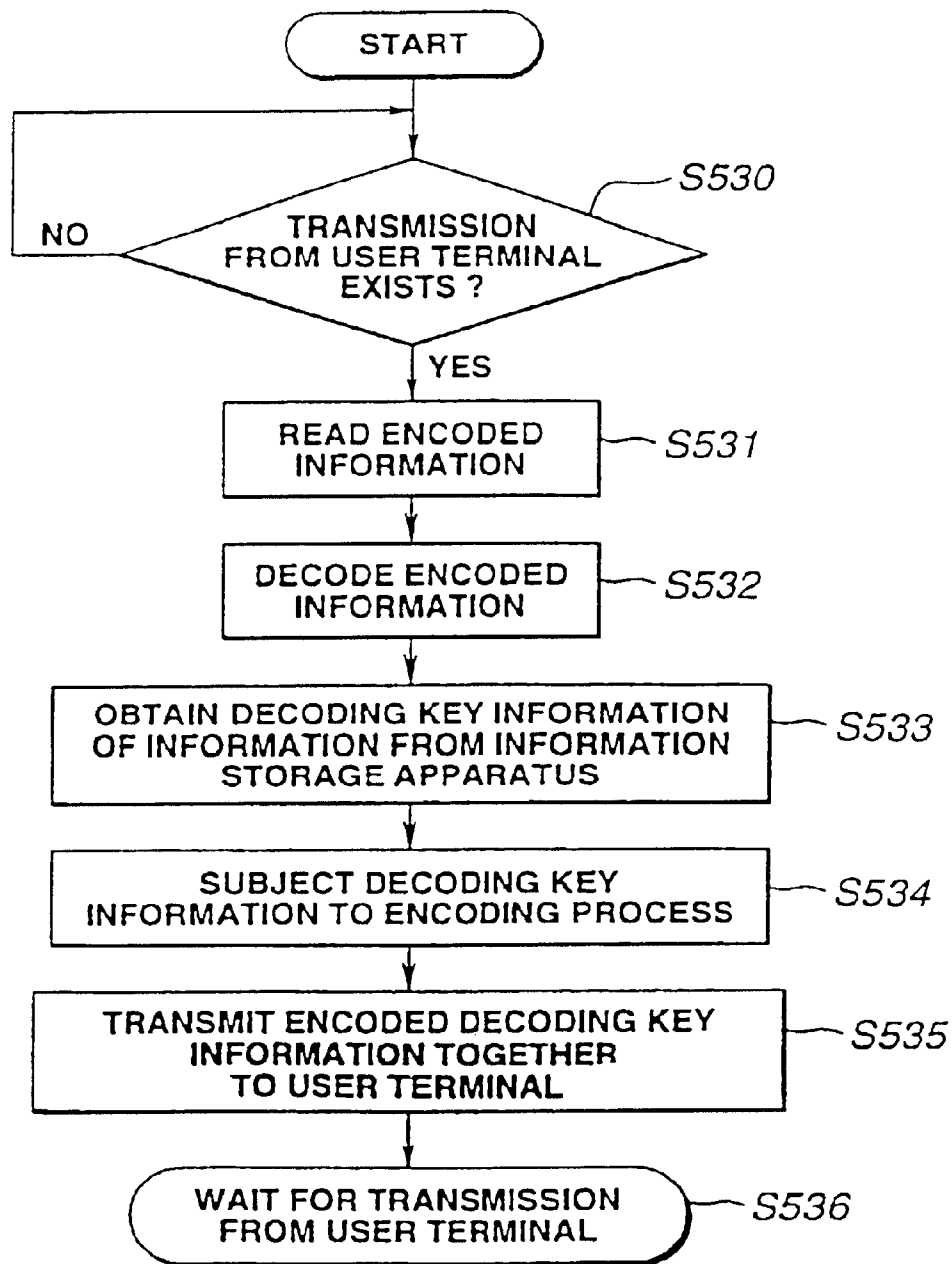 START
S530
TRANSMISSION
FROM USER TERMINAL
EXISTS ?
NO
YES
READ ENCODED
INFORMATION
S531
DECODE ENCODED
INFORMATION
S532
OBTAIN DECODING KEY INFORMATION
OF INFORMATION FROM INFORMATION
STORAGE APPARATUS
S533
SUBJECT DECODING KEY
INFORMATION TO ENCODING PROCESS
S534
TRANSMIT ENCODED DECODING KEY
INFORMATION TOGETHER
TO USER TERMINAL
S535
WAIT FOR TRANSMISSION
FROM USER TERMINAL
S536